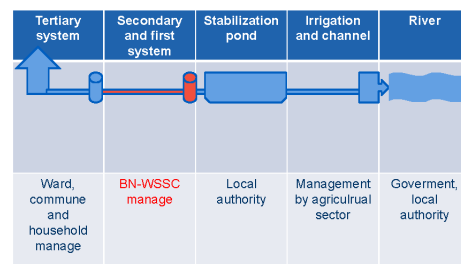 Tertiary
system
Secondary
and first
system
Stabilization
pond
Irrigation
and channel
River
Ward,
commune
and
household
manage
BN-WSSC
manage
Local
authority
Management
by agriculrual
sector
Goverment,
local
authority